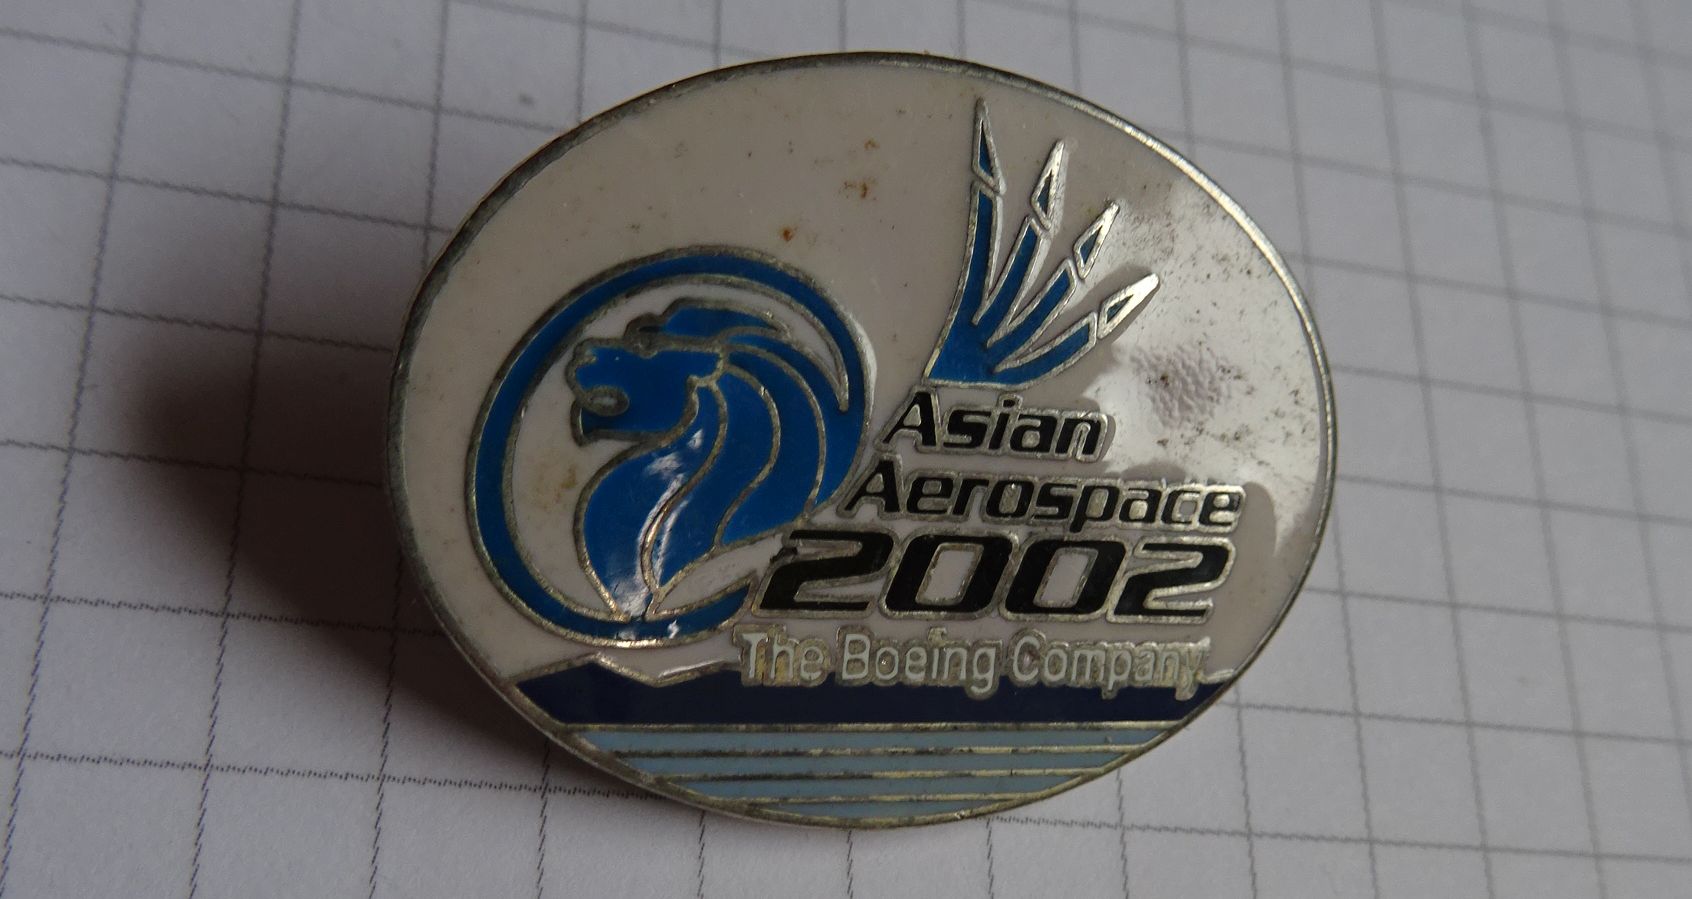 Asian
Aerospace
2002
The Boeing Company